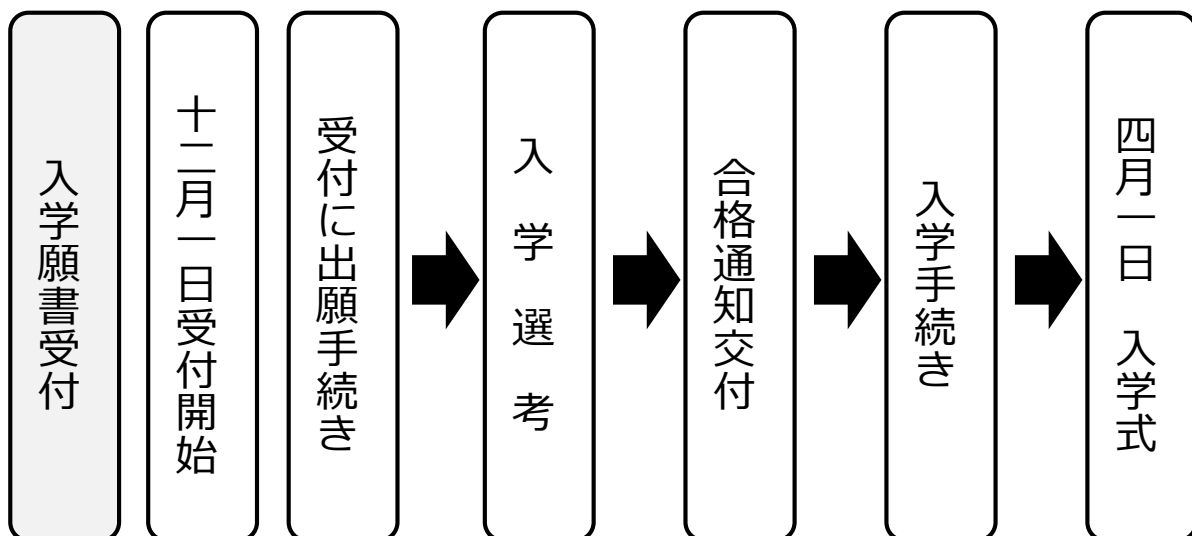 入学願書受付
十二月一日受付開始
受付に出願手続き
入学選考
合格通知交付
入学手続き
四月一日　入学式